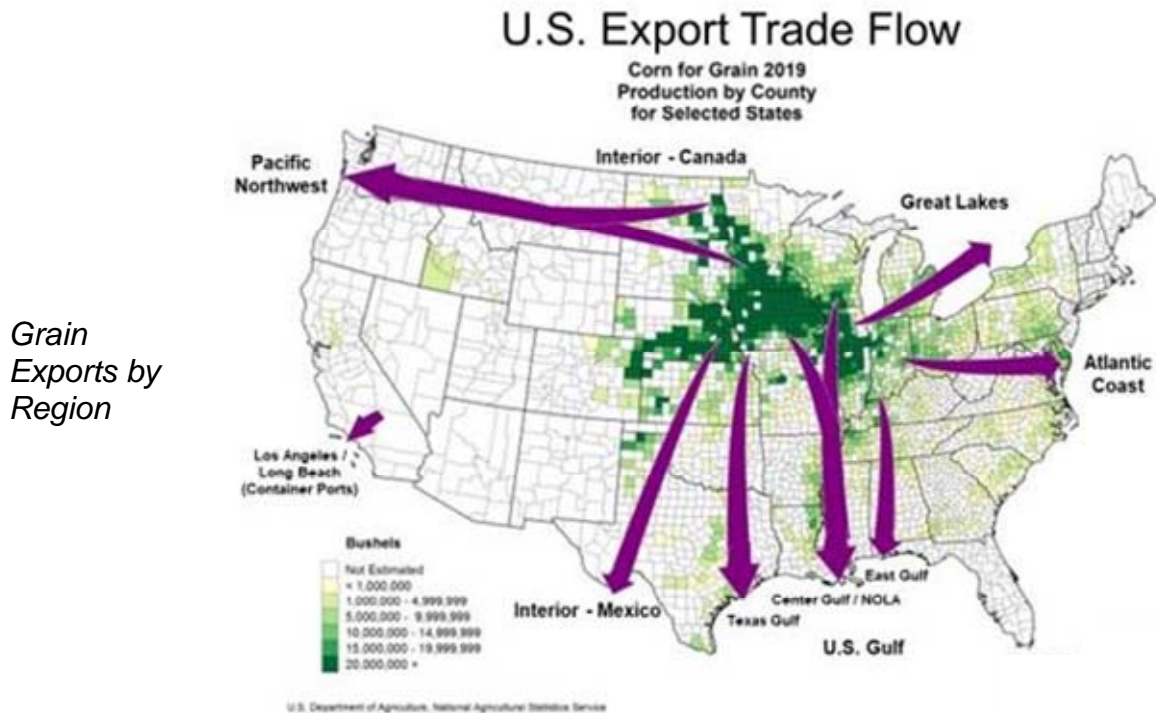 U.S. Export Trade Flow
Corn for Grain 2019
Production by County
for Selected States
Pacific
Northwest
Interior - Canada
Great Lakes
Grain
Exports by
Region
Atlantic
Coast
Los Angeles /
Long Beach
(Container Ports)
Bushels
Not Estimated
< 1,000,000
1,000,000 - 4,999,999
5,000,000 - 9,999,999
10,000,000 - 14,999,999
15,000,000 - 19,999,999
20,000,000 +
Interior - Mexico
Texas Gulf
Center Gulf / NOLA
East Gulf
U.S. Gulf
U.S. Department of Agriculture, National Agricultural Statistics Service